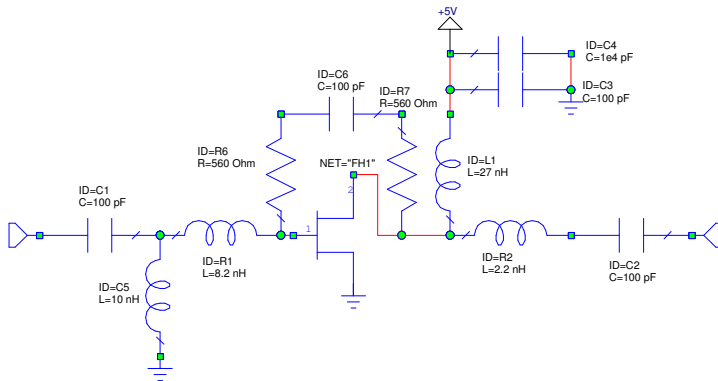 +5V
ID=C4
C=1e4 pF
ID=C6
C=100 pF
ID=R7
R=560 Ohm
ID=C3
C=100 pF
ID=R6
R=560 Ohm
NET="FH1"
ID=L1
L=27 nH
2
ID=C1
C=100 pF
1
ID=R1
L=8.2 nH
ID=R2
L=2.2 nH
ID=C2
C=100 pF
ID=C5
L=10 nH